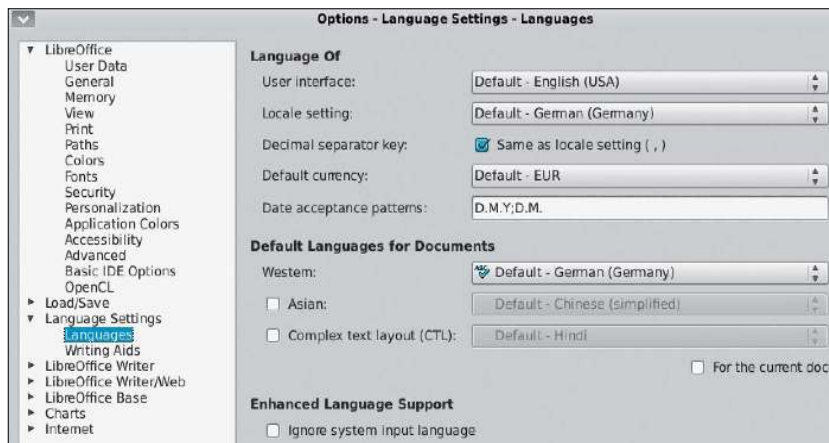 Options - Language Settings - Languages
LibreOffice
User Data
General
Memory
View
Print
Paths
Colors
Fonts
Security
Personalization
Application Colors
Accessibility
Advanced
Basic IDE Options
OpenCL
Load/Save
Language Settings
Languages
Writing Aids
LibreOffice Writer
LibreOffice Writer/Web
LibreOffice Base
Charts
Internet
Language Of
User interface: Default - English (USA)
Locale setting: Default - German (Germany)
Decimal separator key: Same as locale setting ( , )
Default currency: Default - EUR
Date acceptance patterns: D.M.Y;D.M.
Default Languages for Documents
Western: Default - German (Germany)
Asian: Default - Chinese (simplified)
Complex text layout (CTL): Default - Hindi
For the current doc
Enhanced Language Support
Ignore system input language